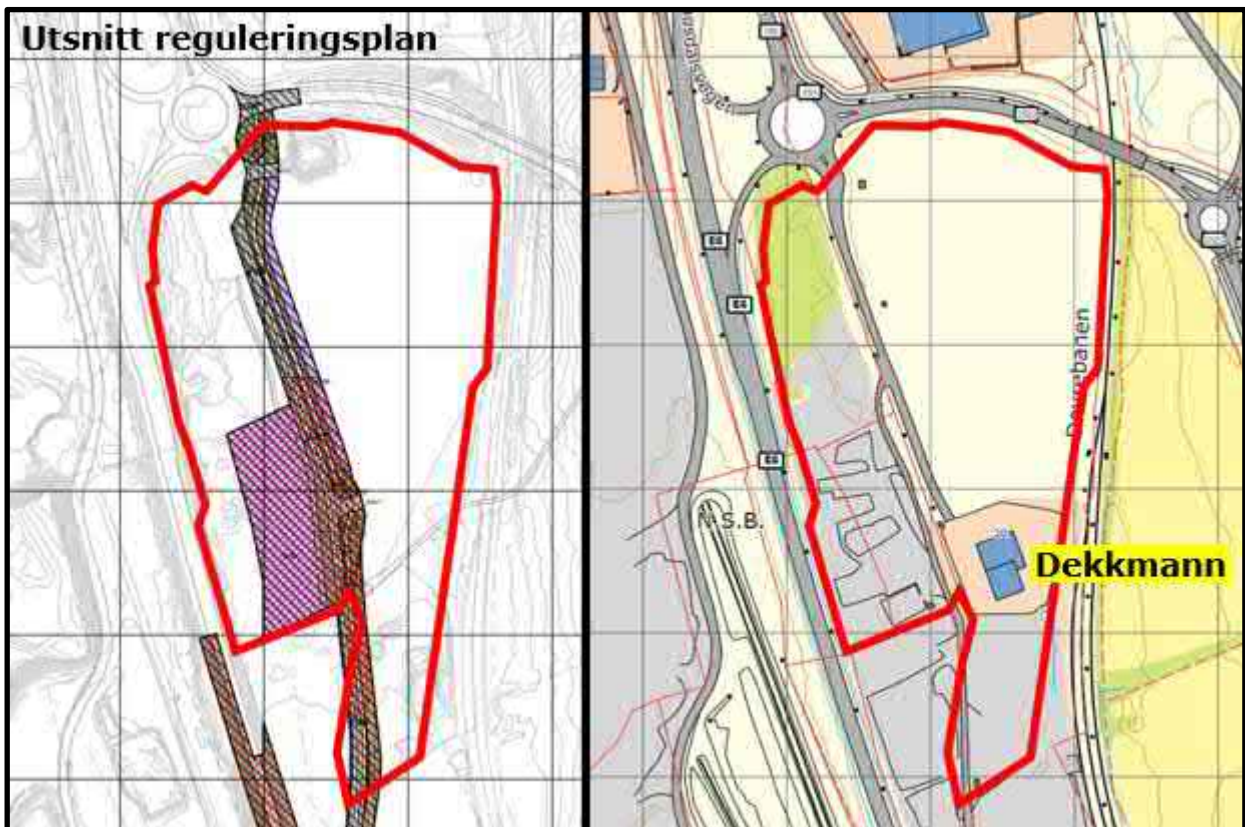 Utsnitt reguleringsplan
E6
E6
E6
Dovrebanen
N.S.B.
Dekkmann